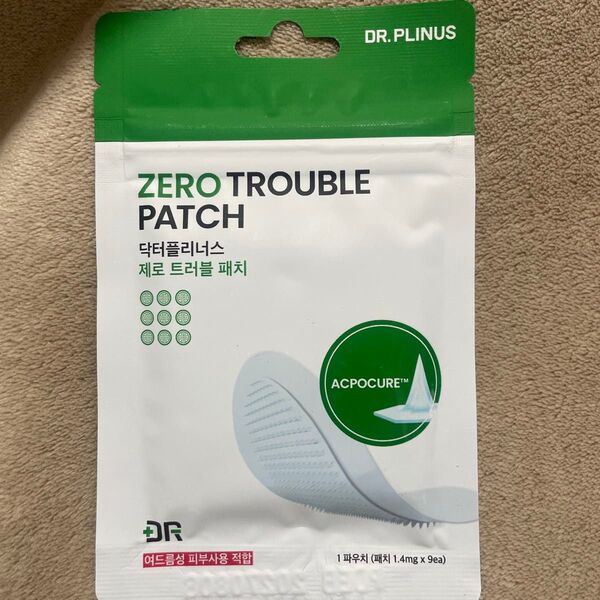 DR. PLINUS
ZERO TROUBLE
PATCH
닥터플리너스
제로 트러블 패치
ACPOCURE™
DR
여드름성 피부사용 적합
1 파우치 (패치 1.4mg x 9ea)